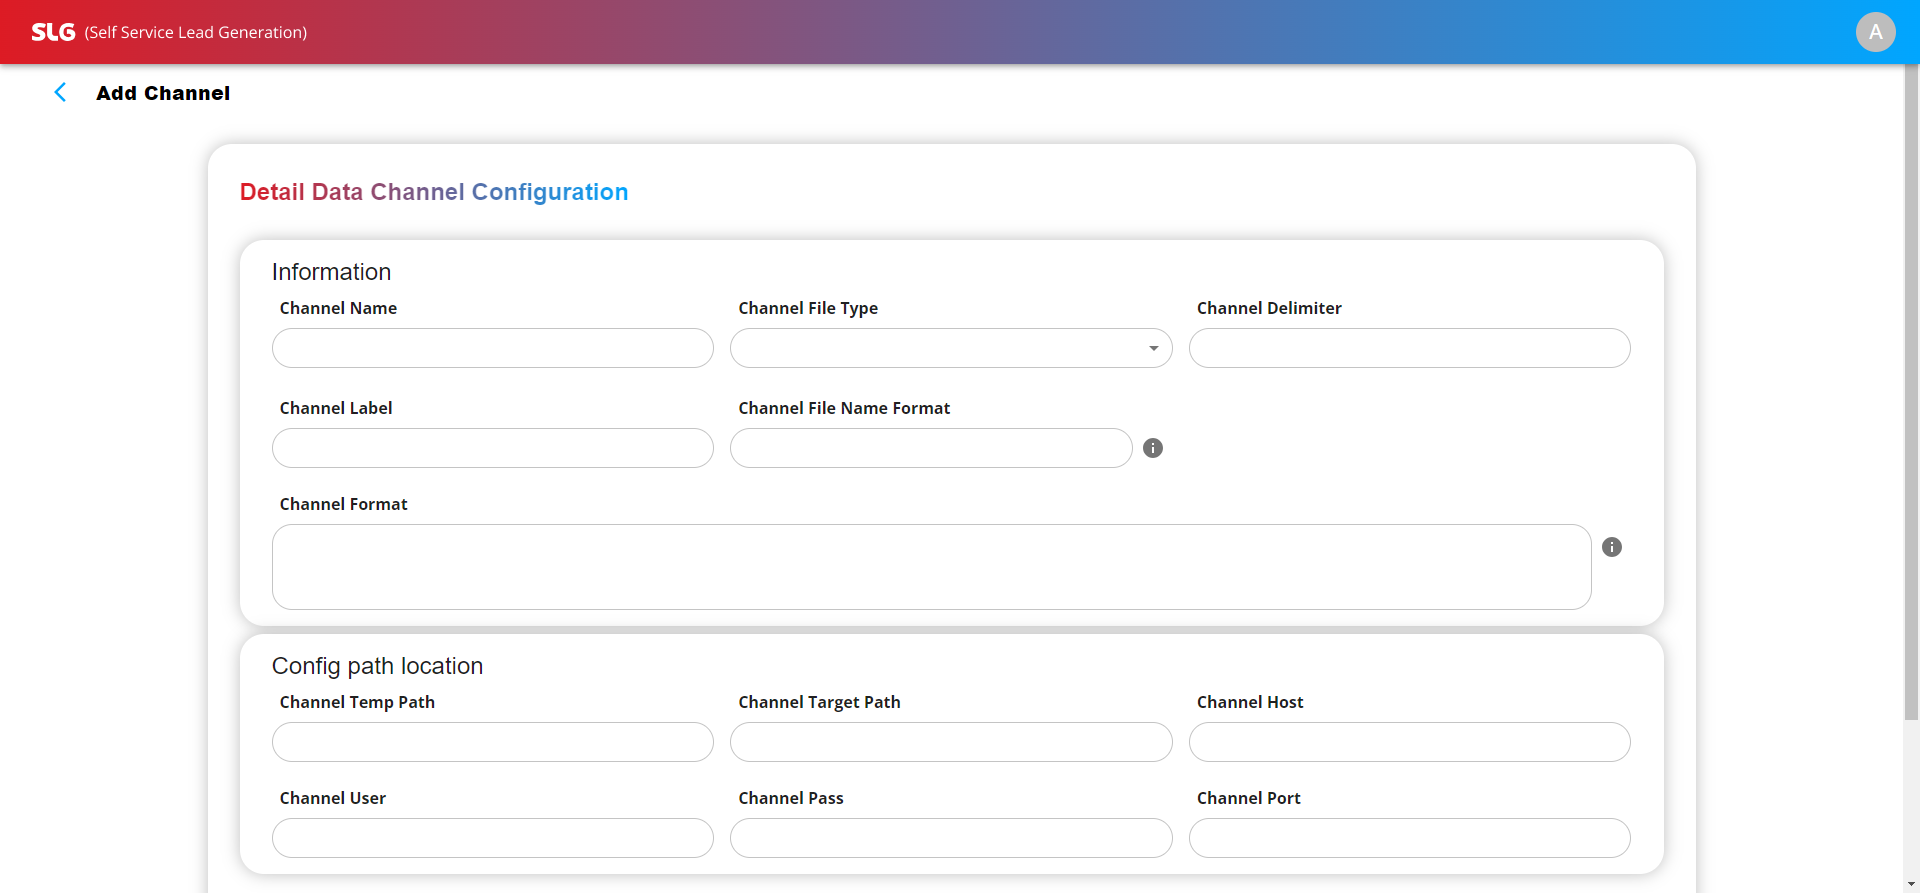 SLG (Self Service Lead Generation)
A
Add Channel
Detail Data Channel Configuration
Information
Channel Name
Channel File Type
Channel Delimiter
Channel Label
Channel File Name Format
Channel Format
Config path location
Channel Temp Path
Channel Target Path
Channel Host
Channel User
Channel Pass
Channel Port